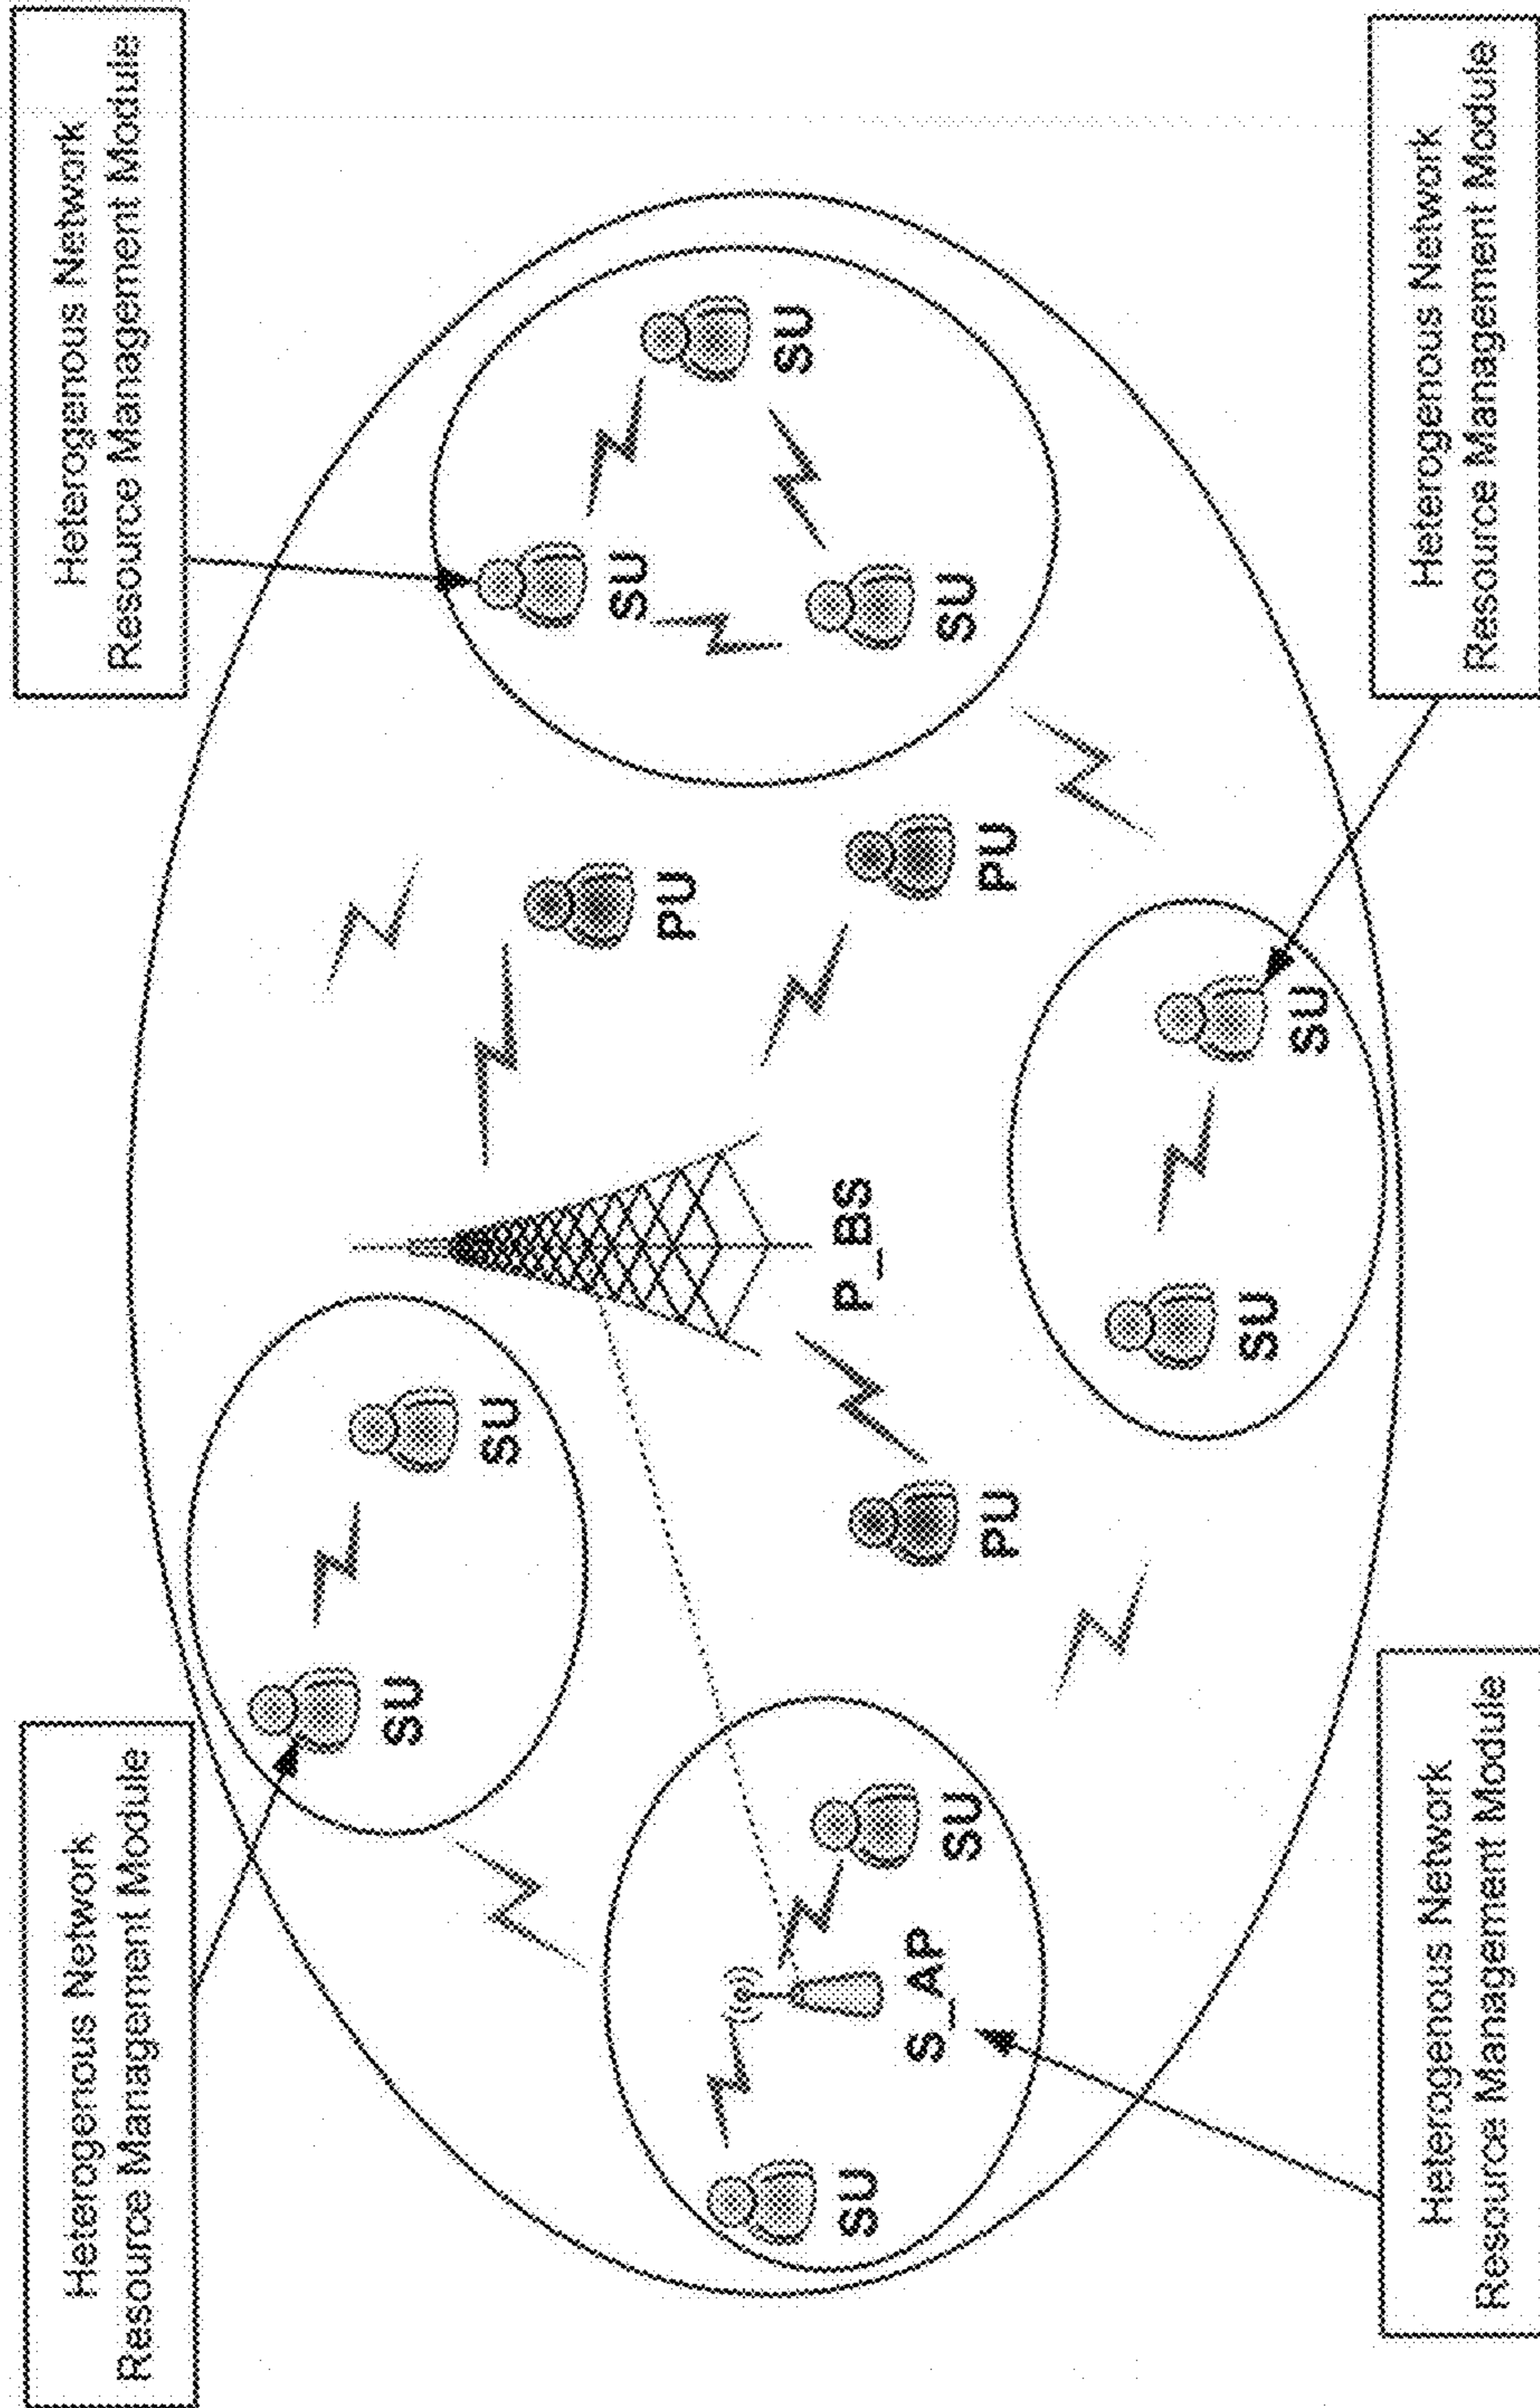 Heterogenous Network
Resource Management Module
Heterogenous Network
Resource Management Module
SU
SU
SU
SU
SU
PU
PU
P_BS
SU
S_AP
SU
PU
SU
SU
Heterogenous Network
Resource Management Module
Heterogenous Network
Resource Management Module